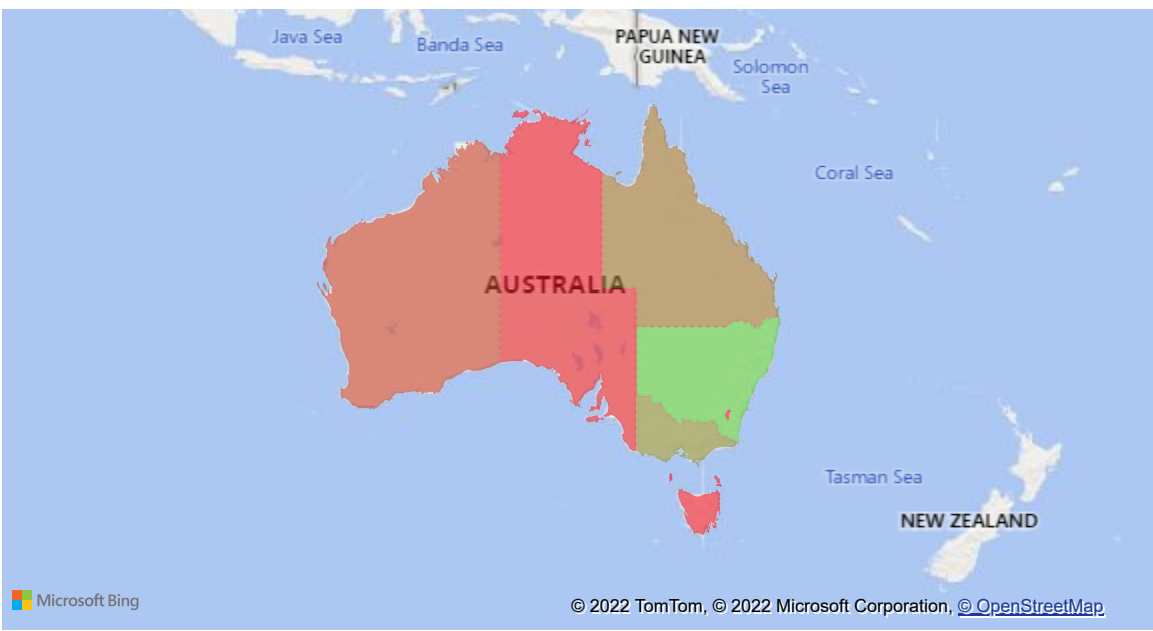 Java Sea
Banda Sea
PAPUA NEW
GUINEA
Solomon
Sea
Coral Sea
AUSTRALIA
Tasman Sea
NEW ZEALAND
Microsoft Bing
© 2022 TomTom, © 2022 Microsoft Corporation, © OpenStreetMap